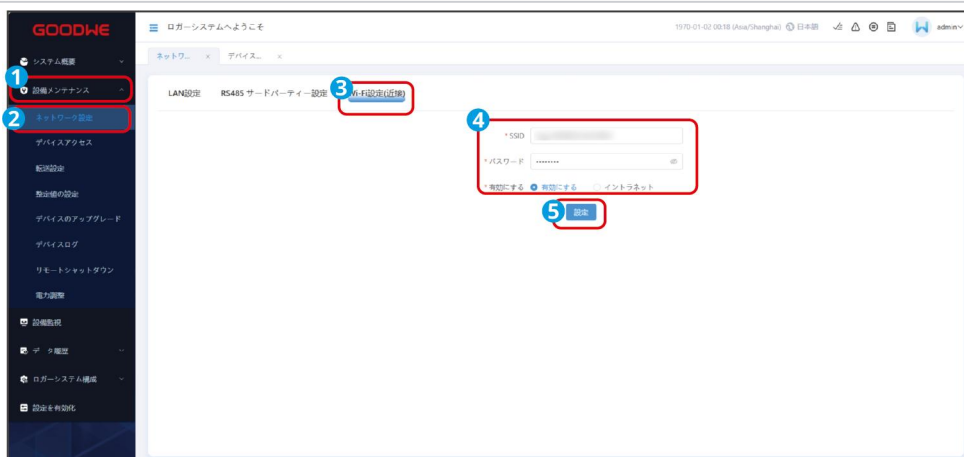 GOODWE
ロガーシステムへようこそ
1970-01-02 00:18 (Asia/Shanghai) 日本語
admin
システム概要
ネットワ... × デバイス... ×
1
設備メンテナンス
LAN設定 RS485 サードパーティー設定 3 Wi-Fi設定(近端)
2
ネットワーク設定
デバイスアクセス
転送設定
整定値の設定
デバイスのアップグレード
デバイスログ
リモートシャットダウン
電力調整
設備監視
データ履歴
ロガーシステム構成
設定を有効化
4
* SSID
* パスワード ········
* 有効にする 有効にする イントラネット
5 設定